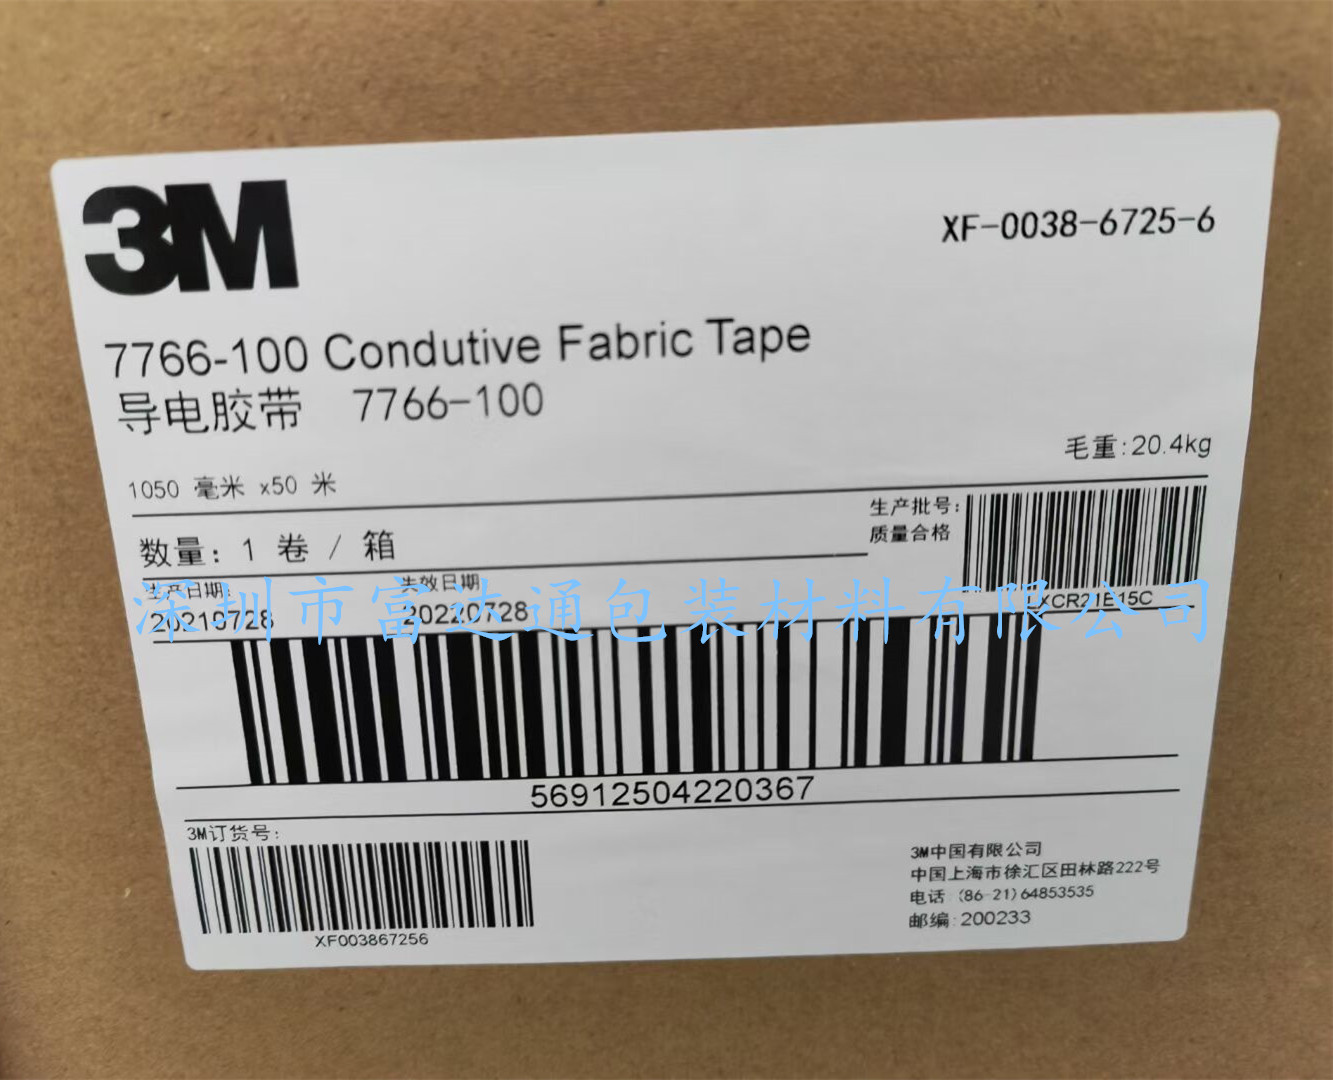 3M
XF-0038-6725-6
7766-100 Condutive Fabric Tape
导电胶带 7766-100
毛重:20.4kg
1050 毫米 x50 米
生产批号:
质量合格
数量: 1 卷 / 箱
生产日期:
失效日期
20210728
20220728
XCR21E15C
深圳市富达通包装材料有限公司
56912504220367
3M订货号:
XF003867256
3M中国有限公司
中国上海市徐汇区田林路222号
电话 (86-21)64853535
邮编:200233